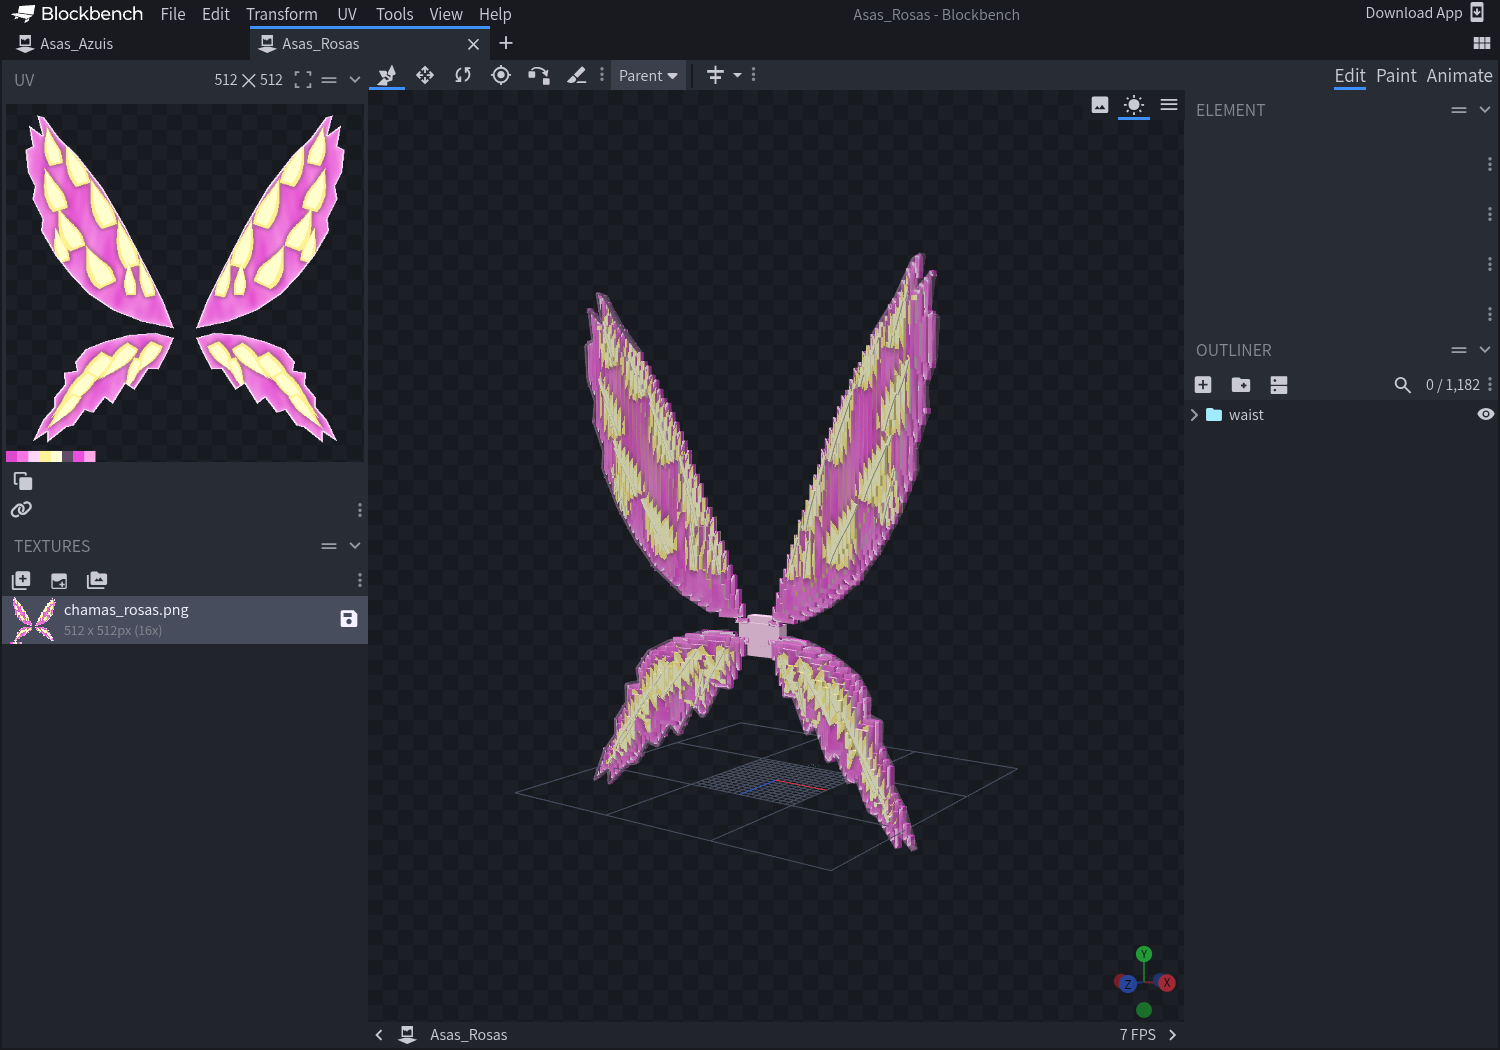 Blockbench File Edit Transform UV Tools View Help
Asas_Rosas - Blockbench
Download App
Asas_Azuis
Asas_Rosas
UV
512 × 512
Parent
Edit Paint Animate
ELEMENT
OUTLINER
0 / 1,182
waist
TEXTURES
chamas_rosas.png
512 x 512px (16x)
Y
Z
X
Asas_Rosas
7 FPS